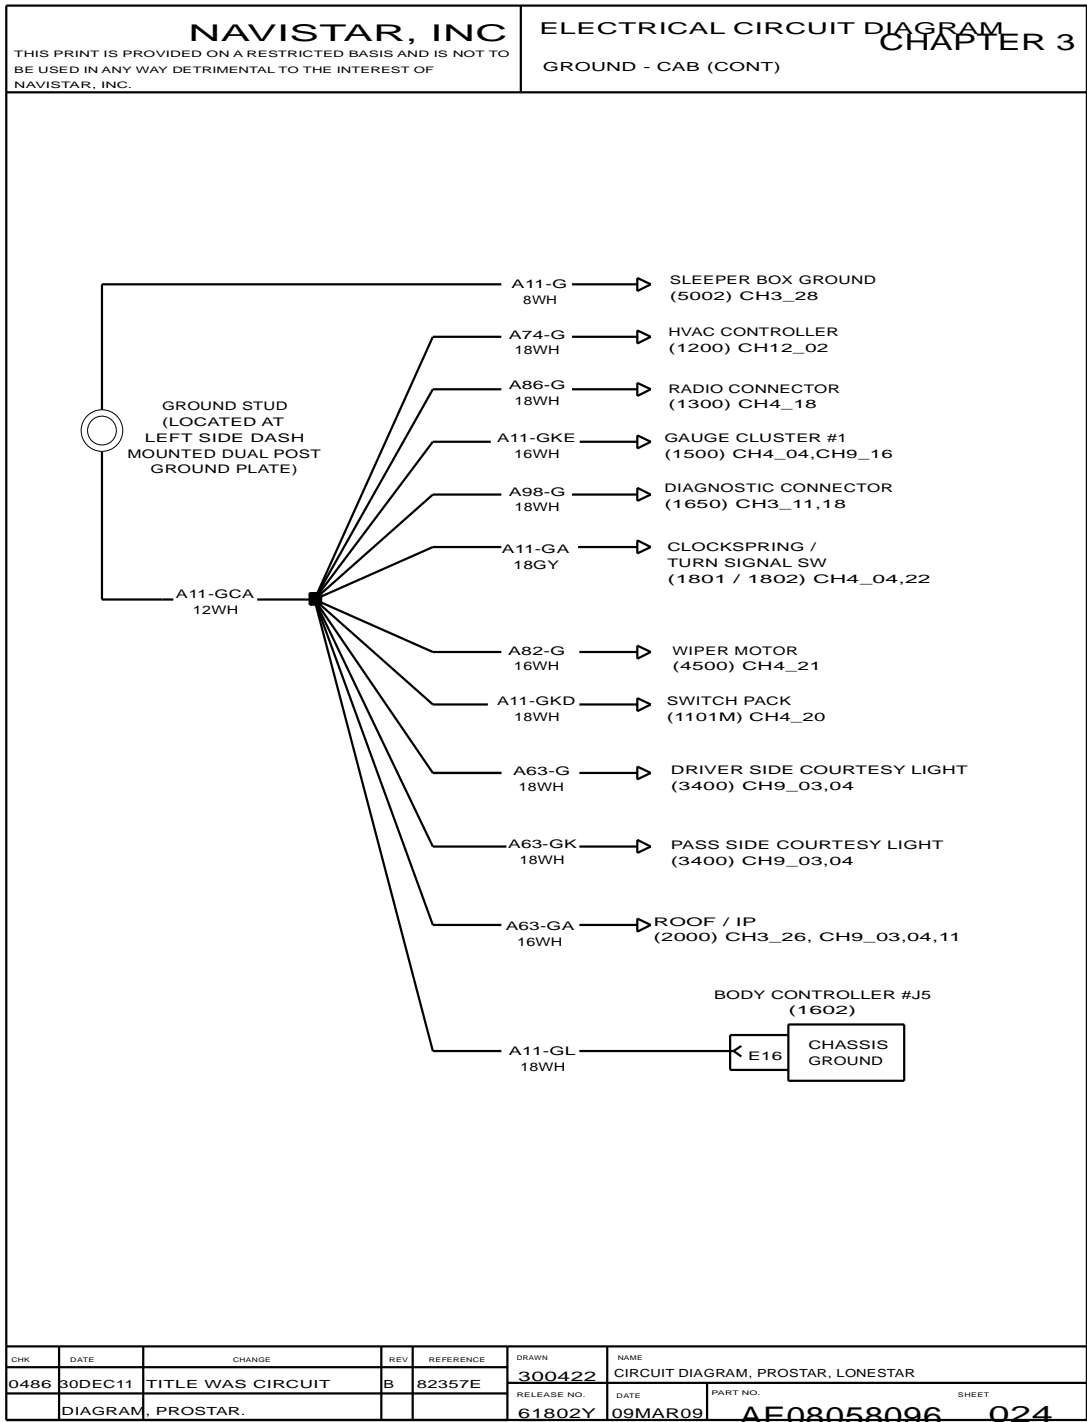 NAVISTAR, INC
THIS PRINT IS PROVIDED ON A RESTRICTED BASIS AND IS NOT TO
BE USED IN ANY WAY DETRIMENTAL TO THE INTEREST OF
NAVISTAR, INC.
ELECTRICAL CIRCUIT DIAGRAM
CHAPTER 3
GROUND - CAB (CONT)
A11-G
8WH
SLEEPER BOX GROUND
(5002) CH3_28
A74-G
18WH
HVAC CONTROLLER
(1200) CH12_02
A86-G
18WH
RADIO CONNECTOR
(1300) CH4_18
GROUND STUD
(LOCATED AT
LEFT SIDE DASH
MOUNTED DUAL POST
GROUND PLATE)
A11-GKE
16WH
GAUGE CLUSTER #1
(1500) CH4_04,CH9_16
A98-G
18WH
DIAGNOSTIC CONNECTOR
(1650) CH3_11,18
A11-GA
18GY
CLOCKSPRING /
TURN SIGNAL SW
(1801 / 1802) CH4_04,22
A11-GCA
12WH
A82-G
16WH
WIPER MOTOR
(4500) CH4_21
A11-GKD
18WH
SWITCH PACK
(1101M) CH4_20
A63-G
18WH
DRIVER SIDE COURTESY LIGHT
(3400) CH9_03,04
A63-GK
18WH
PASS SIDE COURTESY LIGHT
(3400) CH9_03,04
A63-GA
16WH
ROOF / IP
(2000) CH3_26, CH9_03,04,11
BODY CONTROLLER #J5
(1602)
A11-GL
18WH
E16
CHASSIS
GROUND
CHK DATE CHANGE REV REFERENCE
0486 30DEC11 TITLE WAS CIRCUIT B 82357E
DIAGRAM, PROSTAR.
DRAWN
300422
NAME
CIRCUIT DIAGRAM, PROSTAR, LONESTAR
RELEASE NO.
61802Y
DATE
09MAR09
PART NO.
AF08058096
SHEET
024